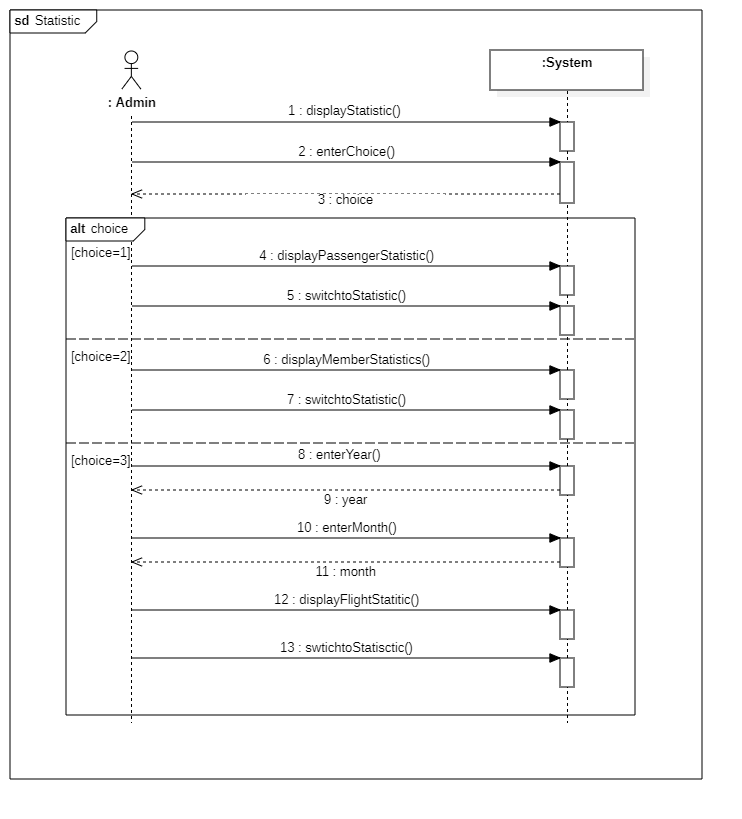 sd Statistic
: Admin
:System
1 : displayStatistic()
2 : enterChoice()
3 : choice
alt choice
[choice=1]
4 : displayPassengerStatistic()
5 : switchtoStatistic()
[choice=2]
6 : displayMemberStatistics()
7 : switchtoStatistic()
[choice=3]
8 : enterYear()
9 : year
10 : enterMonth()
11 : month
12 : displayFlightStatitic()
13 : swtichtoStatisctic()